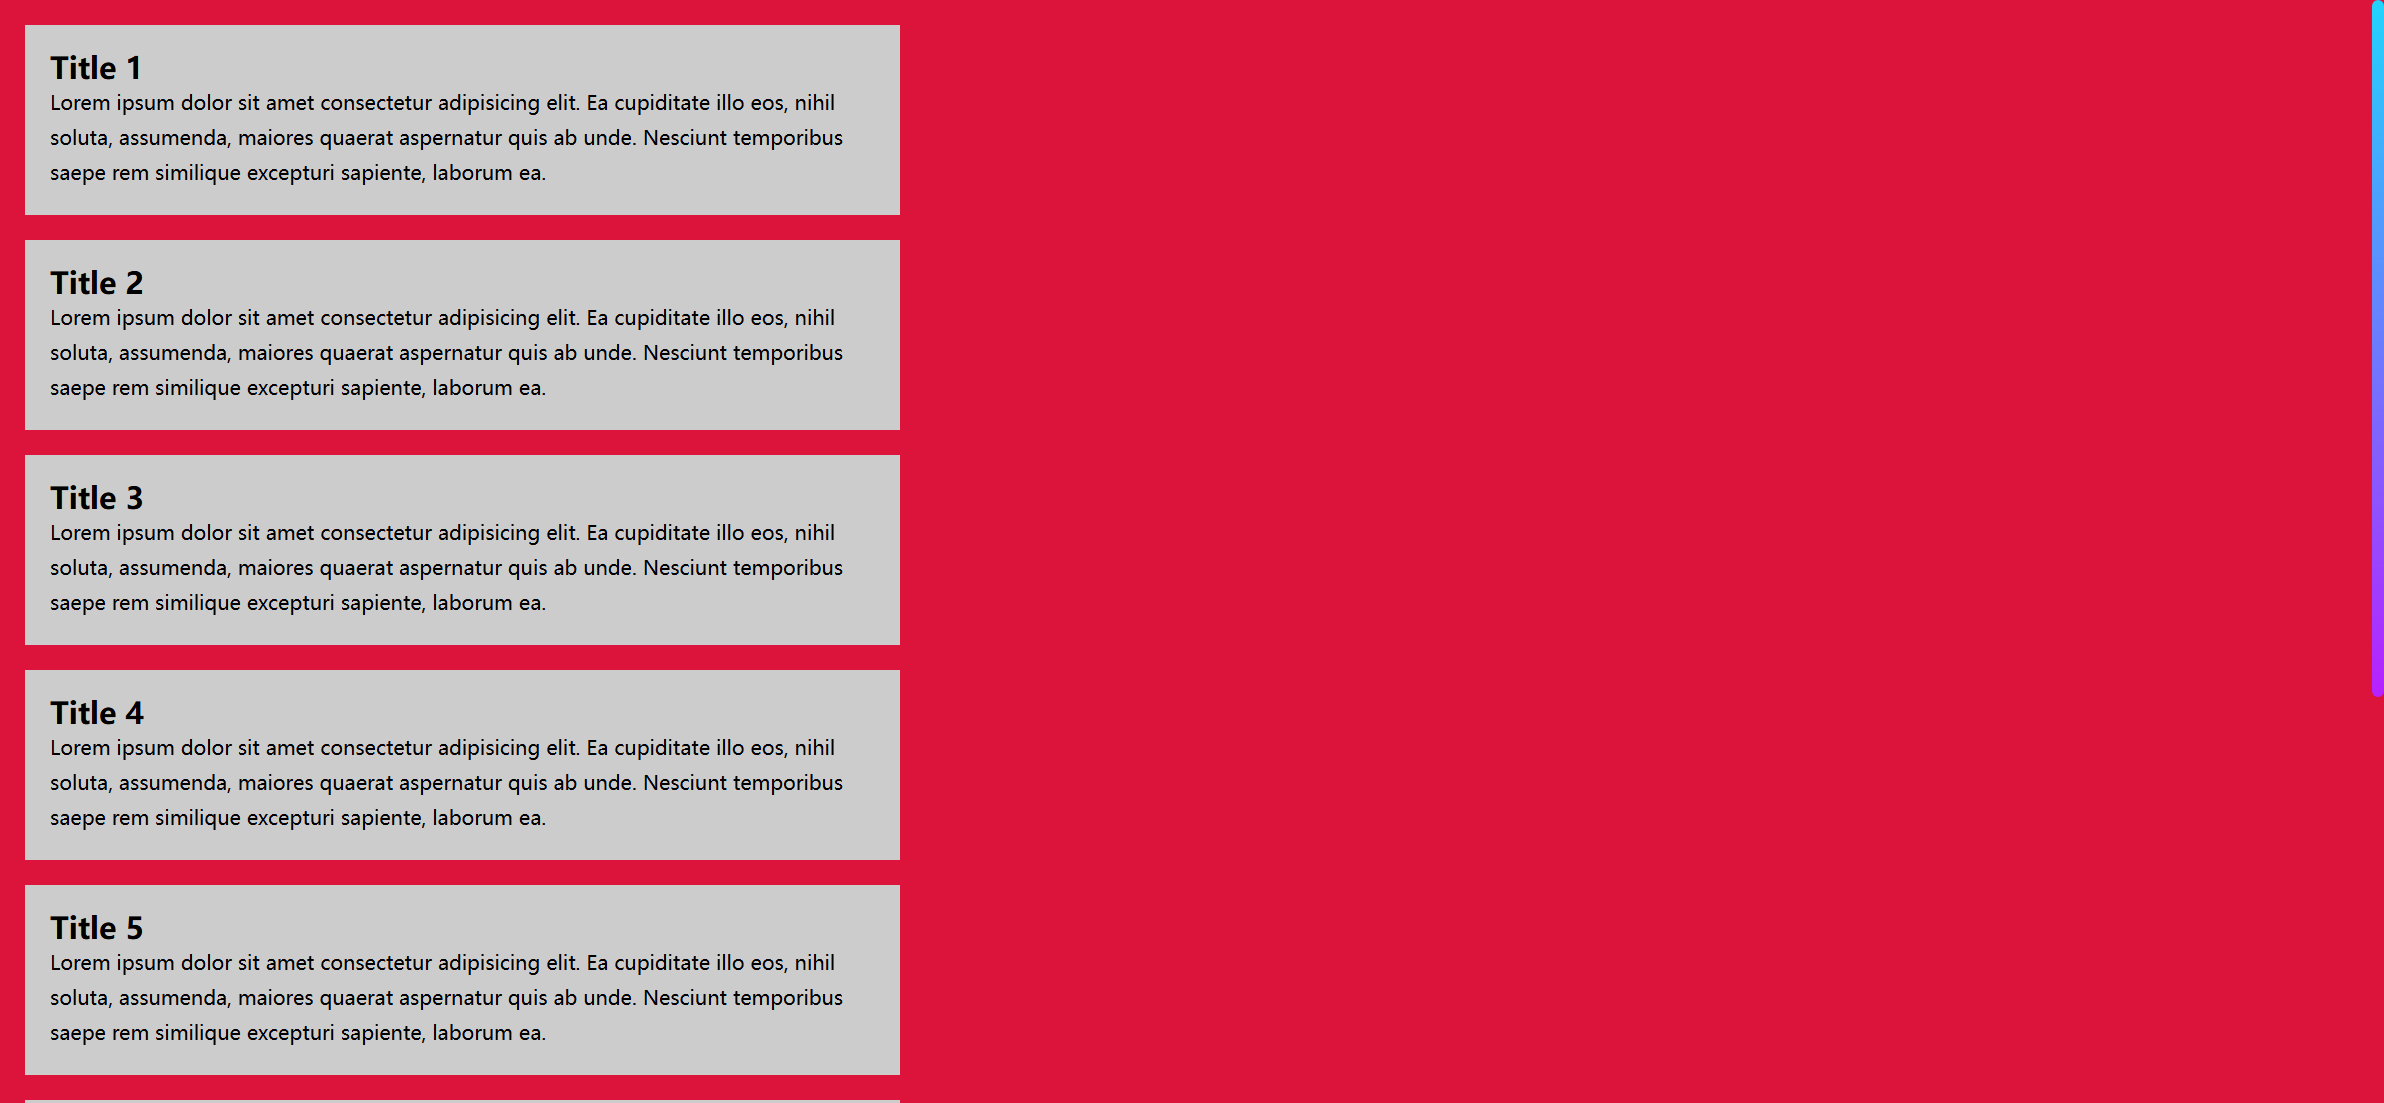 Title 1
Lorem ipsum dolor sit amet consectetur adipisicing elit. Ea cupiditate illo eos, nihil
soluta, assumenda, maiores quaerat aspernatur quis ab unde. Nesciunt temporibus
saepe rem similique excepturi sapiente, laborum ea.
Title 2
Lorem ipsum dolor sit amet consectetur adipisicing elit. Ea cupiditate illo eos, nihil
soluta, assumenda, maiores quaerat aspernatur quis ab unde. Nesciunt temporibus
saepe rem similique excepturi sapiente, laborum ea.
Title 3
Lorem ipsum dolor sit amet consectetur adipisicing elit. Ea cupiditate illo eos, nihil
soluta, assumenda, maiores quaerat aspernatur quis ab unde. Nesciunt temporibus
saepe rem similique excepturi sapiente, laborum ea.
Title 4
Lorem ipsum dolor sit amet consectetur adipisicing elit. Ea cupiditate illo eos, nihil
soluta, assumenda, maiores quaerat aspernatur quis ab unde. Nesciunt temporibus
saepe rem similique excepturi sapiente, laborum ea.
Title 5
Lorem ipsum dolor sit amet consectetur adipisicing elit. Ea cupiditate illo eos, nihil
soluta, assumenda, maiores quaerat aspernatur quis ab unde. Nesciunt temporibus
saepe rem similique excepturi sapiente, laborum ea.